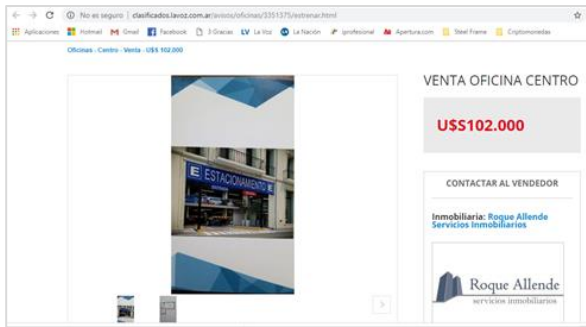 No es seguro | clasificados.lavoz.com.ar/avisos/oficinas/3351375/estrenar.html
Aplicaciones Hotmail Gmail Facebook 3 Gracias LV La Voz La Nación iprofesional Apertura.com Steel Frame Criptomonedas
Oficinas - Centro - Venta - U$S 102.000
VENTA OFICINA CENTRO
U$S102.000
E ESTACIONAMIENTO E
CONTACTAR AL VENDEDOR
Inmobiliaria: Roque Allende
Servicios Inmobiliarios
Roque Allende
servicios inmobiliarios